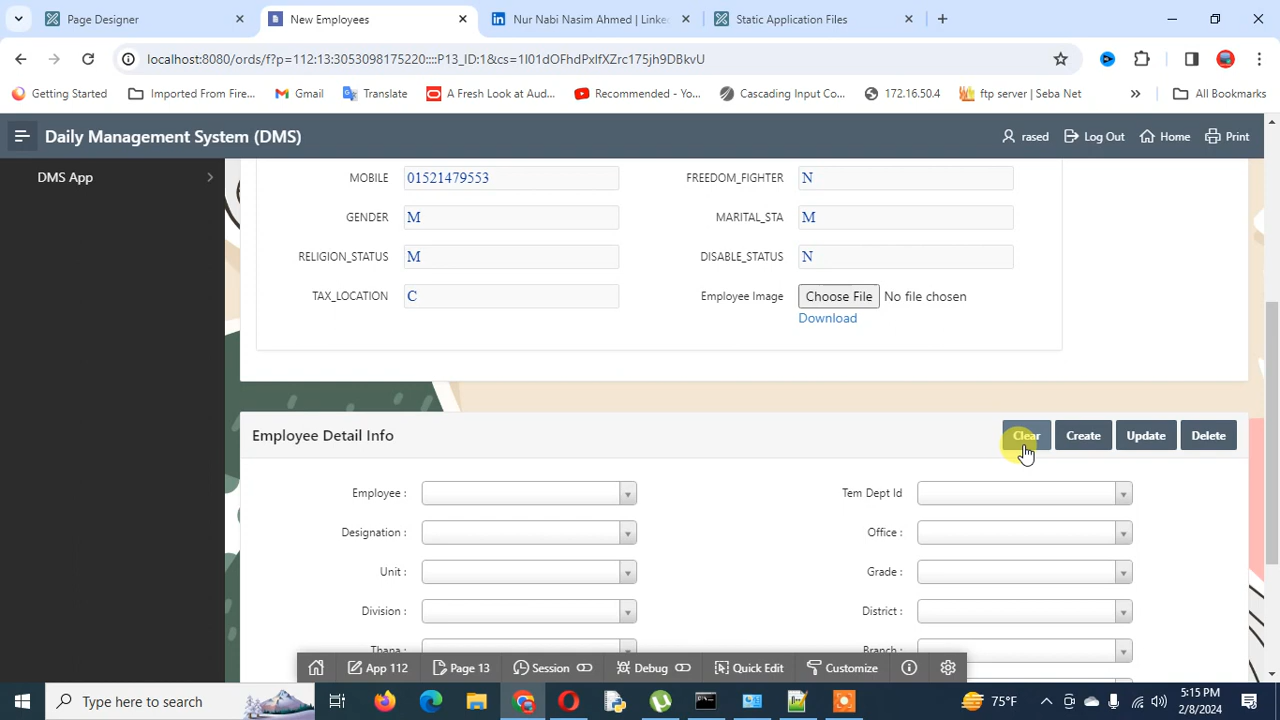 Page Designer
New Employees
Nur Nabi Nasim Ahmed | Linke
Static Application Files
localhost:8080/ords/f?p=112:13:3053098175220::::P13_ID:1&cs=1I01dOFhdPxIfXZrc175jh9DBkvU
Getting Started
Imported From Fire...
Gmail
Translate
A Fresh Look at Aud...
Recommended - Yo...
Cascading Input Co...
172.16.50.4
ftp server | Seba Net
All Bookmarks
Daily Management System (DMS)
rased
Log Out
Home
Print
DMS App
MOBILE 01521479553
FREEDOM_FIGHTER N
GENDER M
MARITAL_STA M
RELIGION_STATUS M
DISABLE_STATUS N
TAX_LOCATION C
Employee Image Choose File No file chosen
Download
Employee Detail Info
Clear
Create
Update
Delete
Employee :
Tem Dept Id
Designation :
Office :
Unit :
Grade :
Division :
District :
Thana
Branch
App 112
Page 13
Session
Debug
Quick Edit
Customize
Type here to search
75°F
5:15 PM
2/8/2024